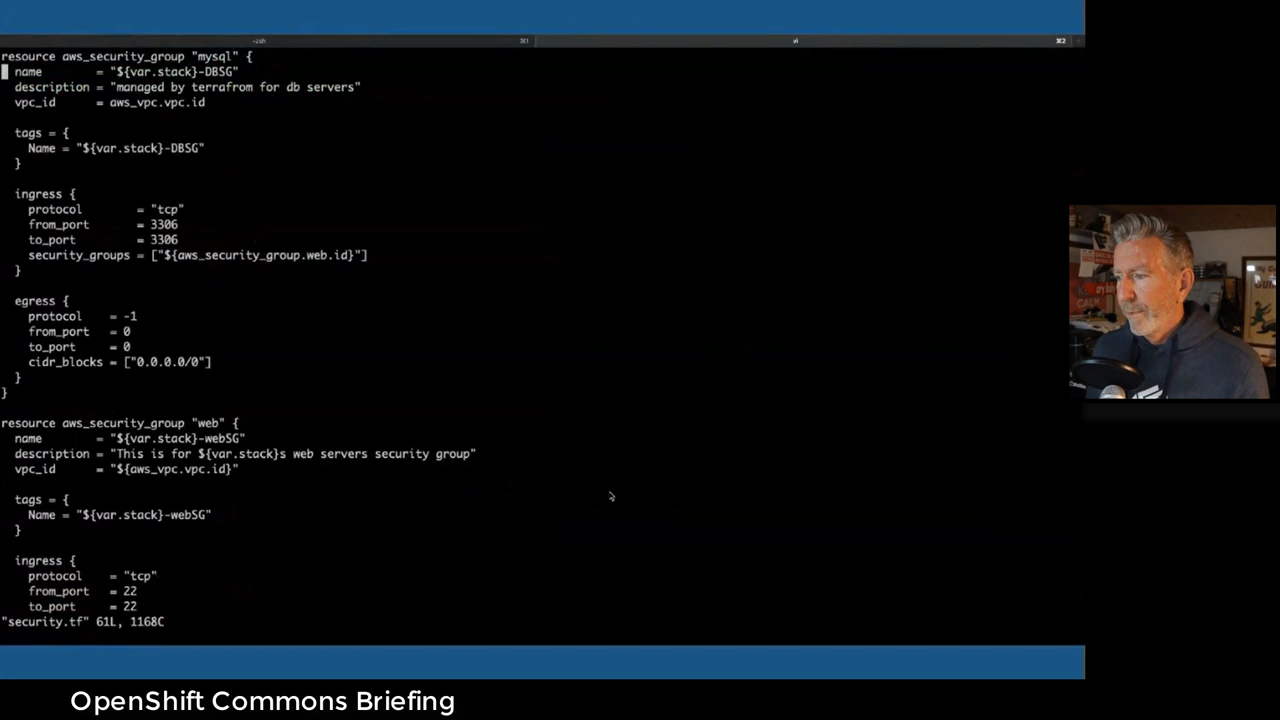 -zsh ⌘1 vi ⌘2
resource aws_security_group "mysql" {
name = "${var.stack}-DBSG"
description = "managed by terrafrom for db servers"
vpc_id = aws_vpc.vpc.id
tags = {
Name = "${var.stack}-DBSG"
}
ingress {
protocol = "tcp"
from_port = 3306
to_port = 3306
security_groups = ["${aws_security_group.web.id}"]
}
egress {
protocol = -1
from_port = 0
to_port = 0
cidr_blocks = ["0.0.0.0/0"]
}
}
resource aws_security_group "web" {
name = "${var.stack}-webSG"
description = "This is for ${var.stack}s web servers security group"
vpc_id = "${aws_vpc.vpc.id}"
tags = {
Name = "${var.stack}-webSG"
}
ingress {
protocol = "tcp"
from_port = 22
to_port = 22
"security.tf" 61L, 1168C
OpenShift Commons Briefing